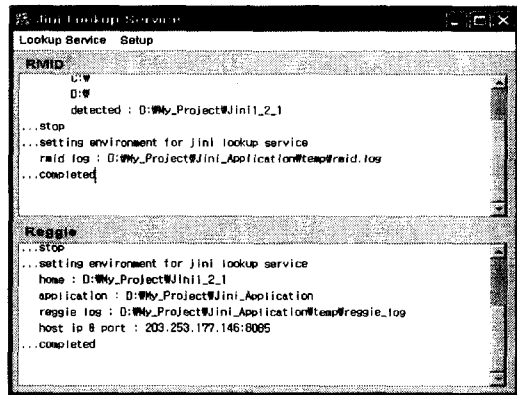 Jini Lookup Service
Lookup Service Setup
RMID
C:₩
D:₩
detected : D:₩My_Project₩Jini1_2_1
...stop
...setting environment for jini lookup service
rmid log : D:₩My_Project₩Jini_Application₩temp₩rmid.log
...completed
Reggie
...stop
...setting environment for jini lookup service
home : D:₩My_Project₩Jini1_2_1
application : D:₩My_Project₩Jini_Application
reggie log : D:₩My_Project₩Jini_Application₩temp₩reggie_log
host ip & port : 203.253.177.146:8085
...completed